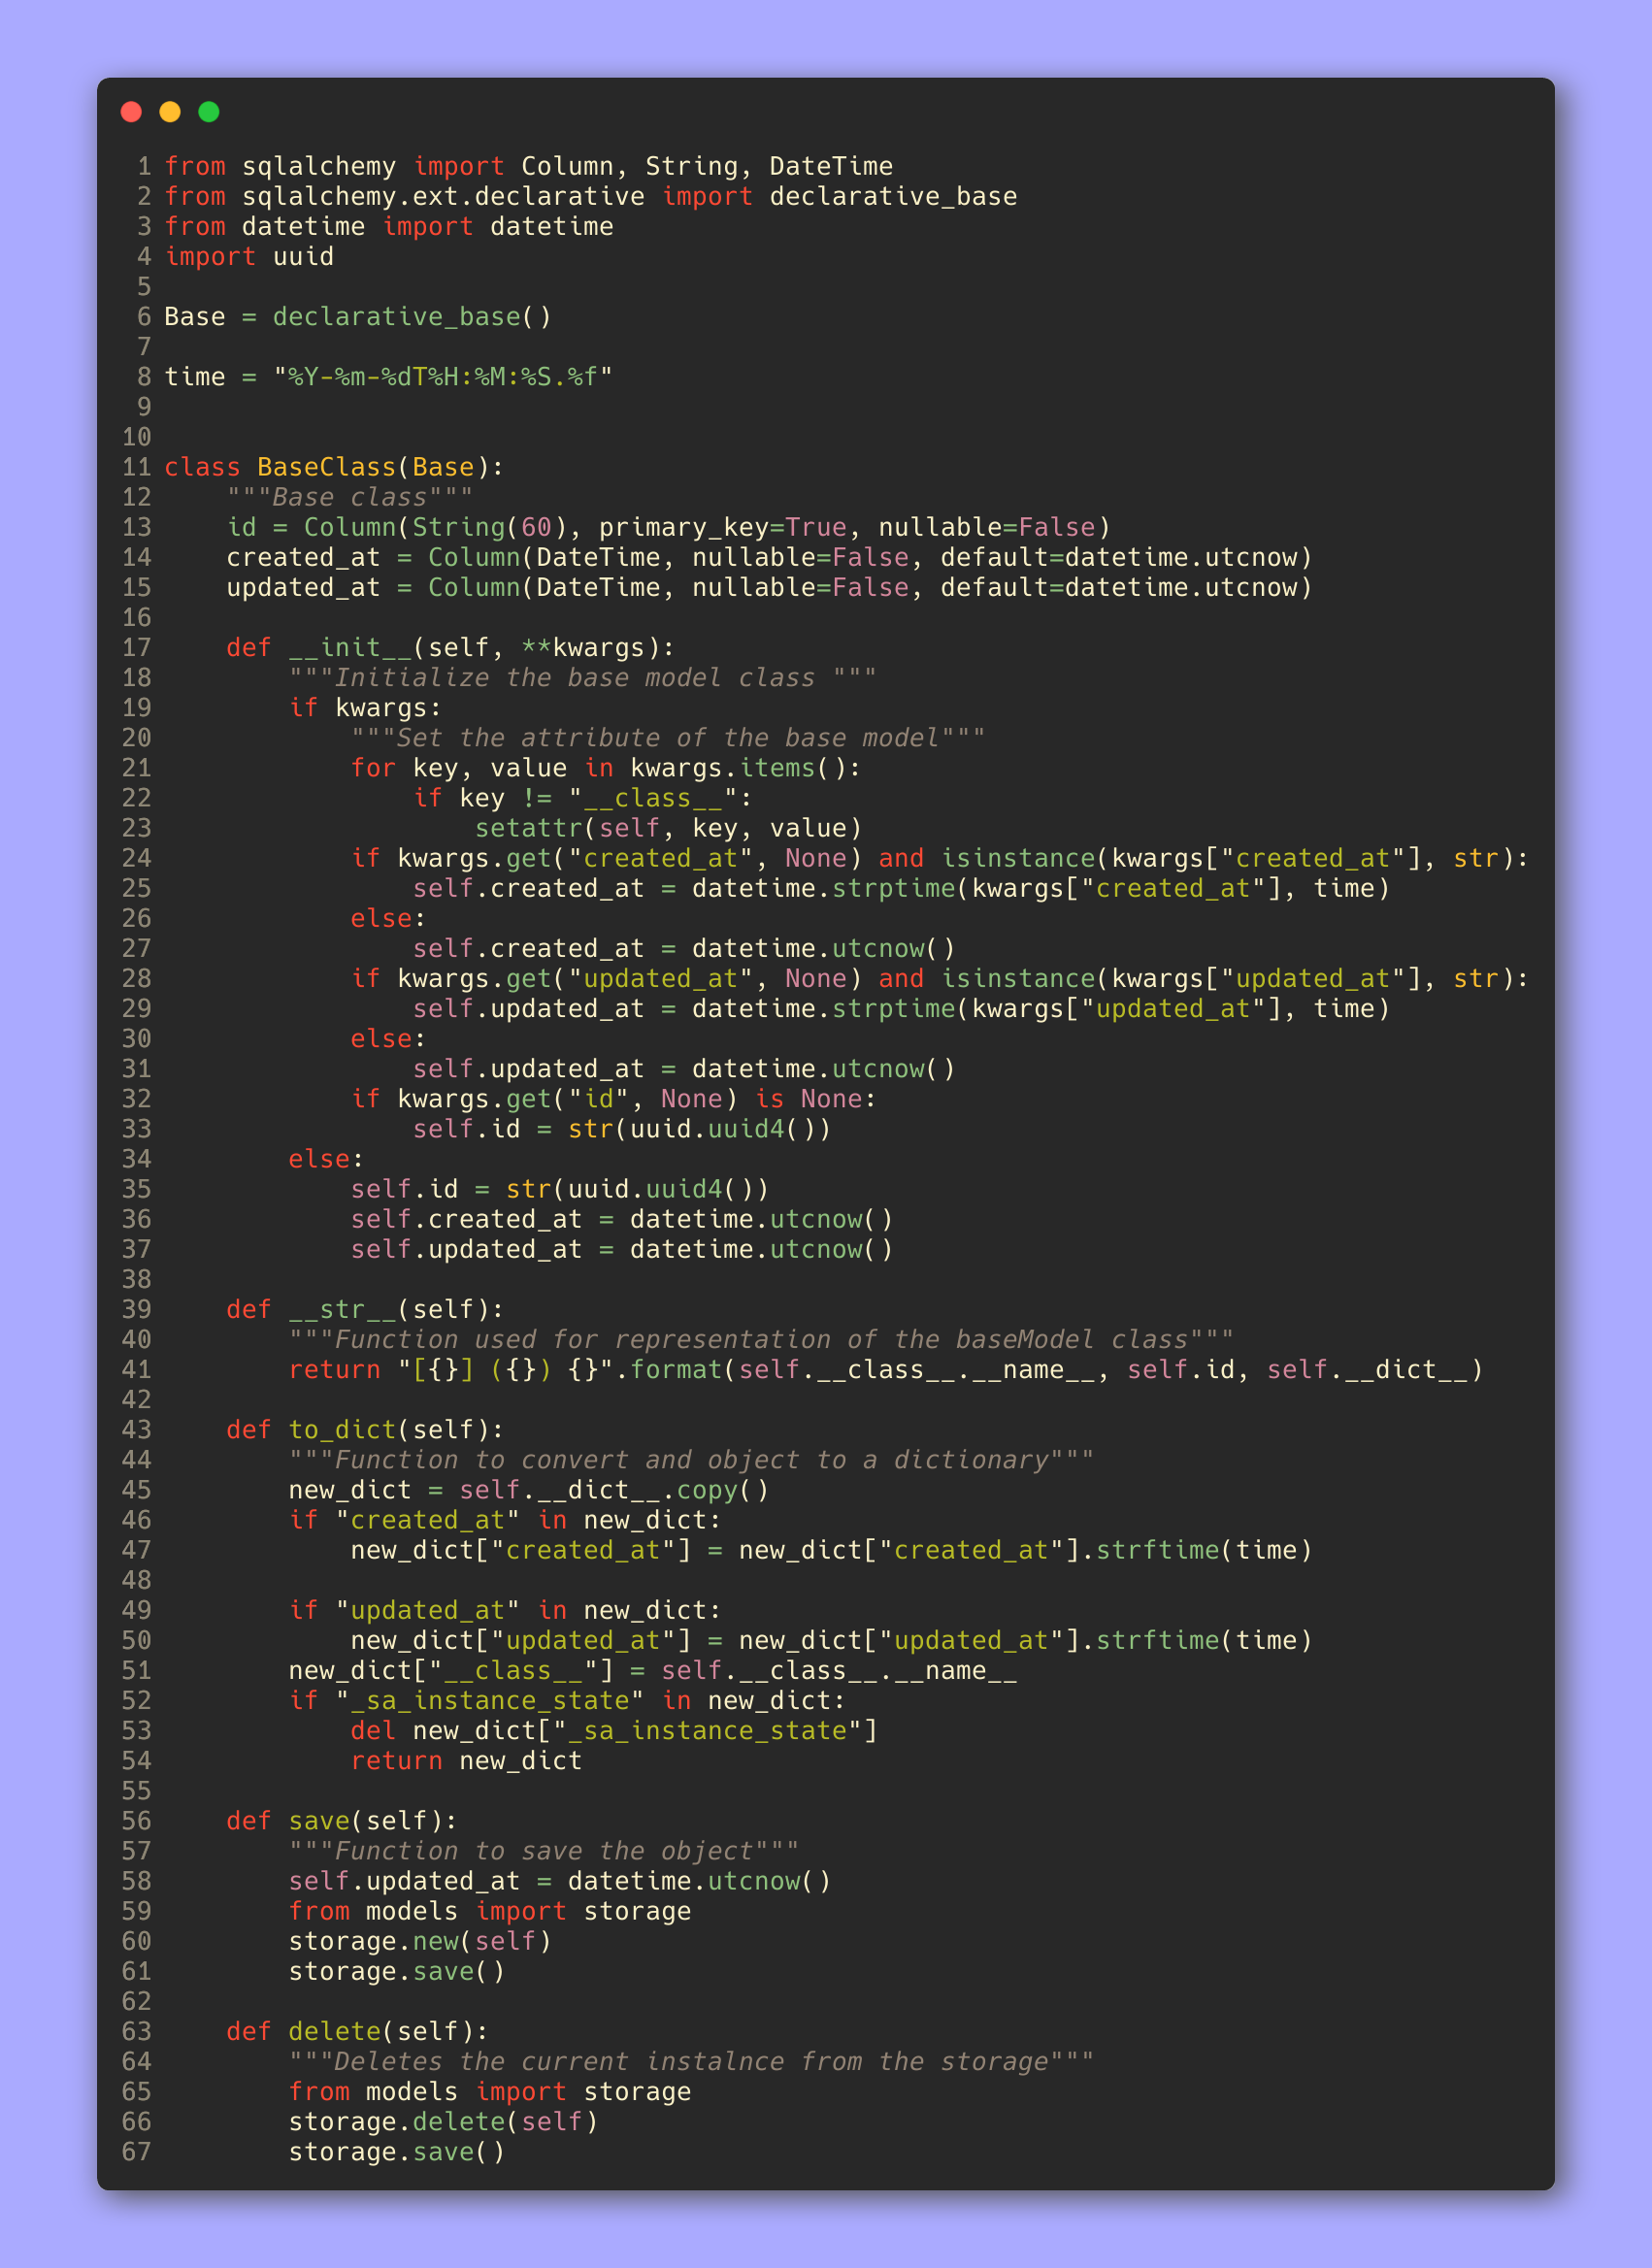 1 from sqlalchemy import Column, String, DateTime
2 from sqlalchemy.ext.declarative import declarative_base
3 from datetime import datetime
4 import uuid
5
6 Base = declarative_base()
7
8 time = "%Y-%m-%dT%H:%M:%S.%f"
9
10
11 class BaseClass(Base):
12     """Base class"""
13     id = Column(String(60), primary_key=True, nullable=False)
14     created_at = Column(DateTime, nullable=False, default=datetime.utcnow)
15     updated_at = Column(DateTime, nullable=False, default=datetime.utcnow)
16
17     def __init__(self, **kwargs):
18         """Initialize the base model class """
19         if kwargs:
20             """Set the attribute of the base model"""
21             for key, value in kwargs.items():
22                 if key != "__class__":
23                     setattr(self, key, value)
24             if kwargs.get("created_at", None) and isinstance(kwargs["created_at"], str):
25                 self.created_at = datetime.strptime(kwargs["created_at"], time)
26             else:
27                 self.created_at = datetime.utcnow()
28             if kwargs.get("updated_at", None) and isinstance(kwargs["updated_at"], str):
29                 self.updated_at = datetime.strptime(kwargs["updated_at"], time)
30             else:
31                 self.updated_at = datetime.utcnow()
32             if kwargs.get("id", None) is None:
33                 self.id = str(uuid.uuid4())
34         else:
35             self.id = str(uuid.uuid4())
36             self.created_at = datetime.utcnow()
37             self.updated_at = datetime.utcnow()
38
39     def __str__(self):
40         """Function used for representation of the baseModel class"""
41         return "[{}] ({}) {}".format(self.__class__.__name__, self.id, self.__dict__)
42
43     def to_dict(self):
44         """Function to convert and object to a dictionary"""
45         new_dict = self.__dict__.copy()
46         if "created_at" in new_dict:
47             new_dict["created_at"] = new_dict["created_at"].strftime(time)
48
49         if "updated_at" in new_dict:
50             new_dict["updated_at"] = new_dict["updated_at"].strftime(time)
51         new_dict["__class__"] = self.__class__.__name__
52         if "_sa_instance_state" in new_dict:
53             del new_dict["_sa_instance_state"]
54             return new_dict
55
56     def save(self):
57         """Function to save the object"""
58         self.updated_at = datetime.utcnow()
59         from models import storage
60         storage.new(self)
61         storage.save()
62
63     def delete(self):
64         """Deletes the current instalnce from the storage"""
65         from models import storage
66         storage.delete(self)
67         storage.save()